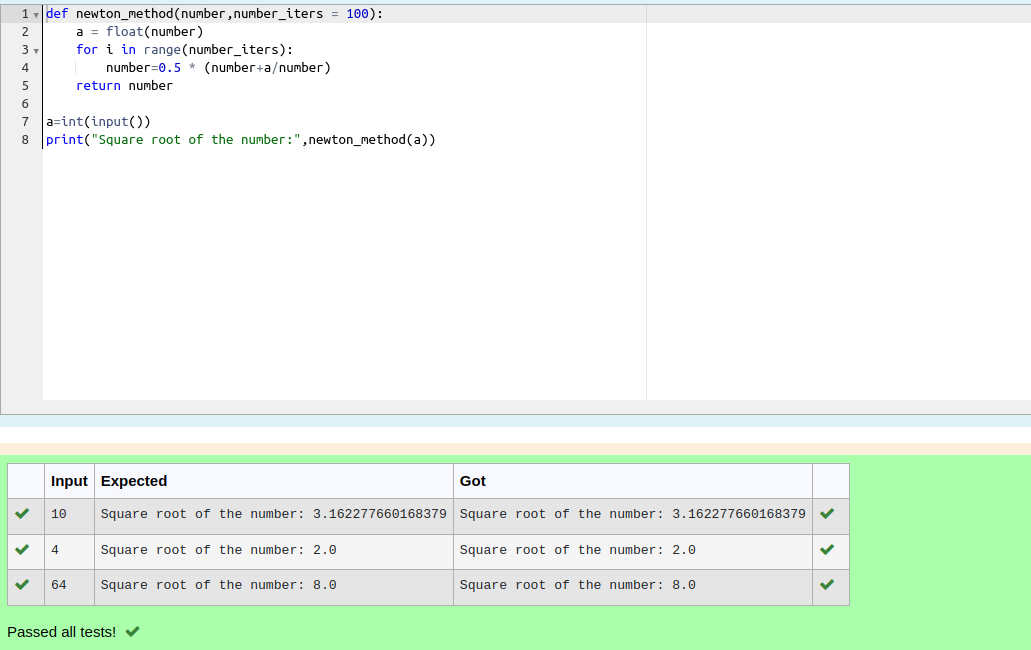 1 def newton_method(number,number_iters = 100):
2     a = float(number)
3     for i in range(number_iters):
4         number=0.5 * (number+a/number)
5     return number
6
7 a=int(input())
8 print("Square root of the number:",newton_method(a))
Input Expected Got
10 Square root of the number: 3.162277660168379 Square root of the number: 3.162277660168379
4 Square root of the number: 2.0 Square root of the number: 2.0
64 Square root of the number: 8.0 Square root of the number: 8.0
Passed all tests!